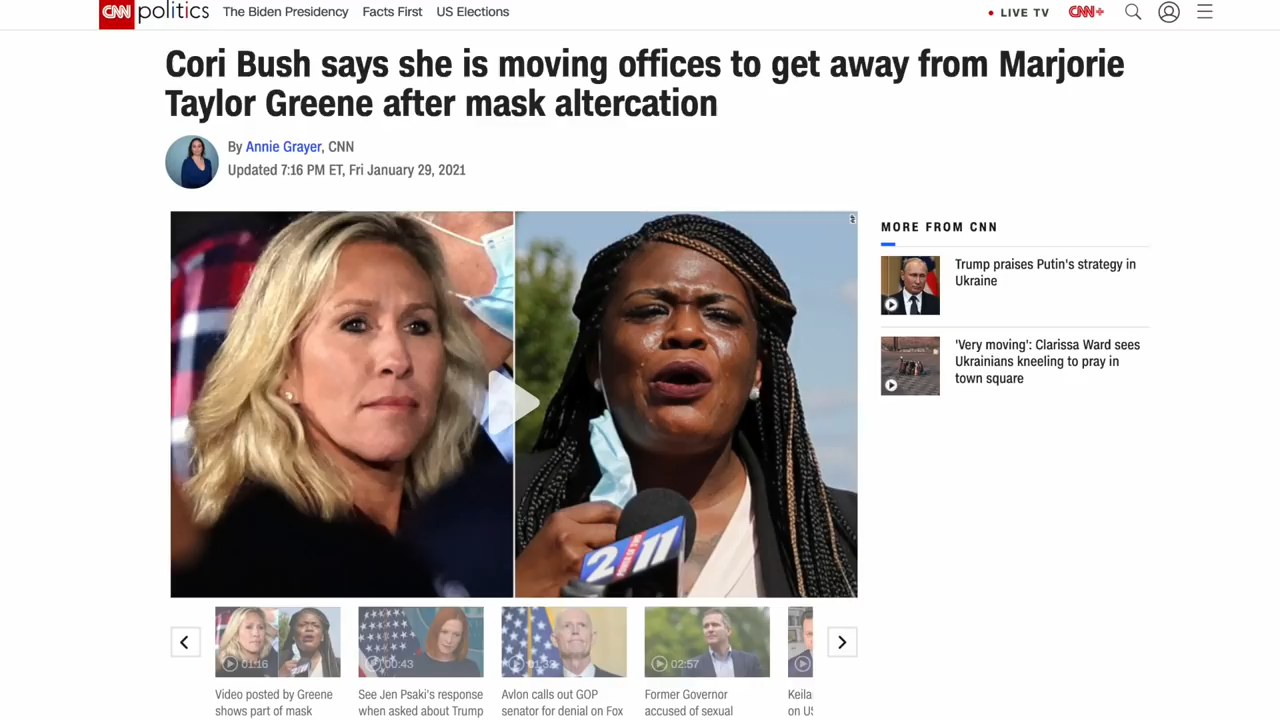 CNN politics The Biden Presidency Facts First US Elections LIVE TV CNN+
Cori Bush says she is moving offices to get away from Marjorie
Taylor Greene after mask altercation
By Annie Grayer, CNN
Updated 7:16 PM ET, Fri January 29, 2021
2 11
MORE FROM CNN
Trump praises Putin's strategy in
Ukraine
'Very moving': Clarissa Ward sees
Ukrainians kneeling to pray in
town square
01:16
00:43
02:57
Video posted by Greene
shows part of mask
See Jen Psaki's response
when asked about Trump
Avlon calls out GOP
senator for denial on Fox
Former Governor
accused of sexual
Keila
on US